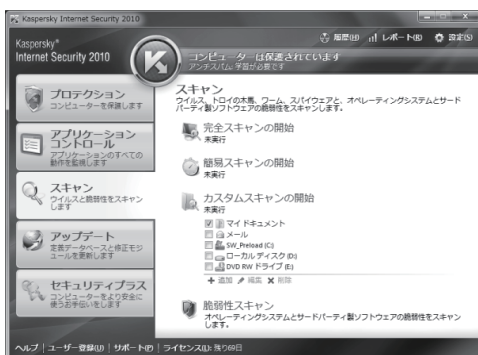 Kaspersky Internet Security 2010
Kaspersky®
Internet Security 2010
履歴(H) レポート(R) 設定(S)
コンピューターは保護されています
アンチスパム学習が必要です
プロテクション
コンピューターを保護します
アプリケーション
コントロール
アプリケーションのすべての
動作を監視します
スキャン
ウイルスと脆弱性をスキャン
します
アップデート
定義データベースと修正モジ
ュールを更新します
セキュリティプラス
コンピューターをより安全に
使うお手伝いをします
スキャン
ウイルス、トロイの木馬、ワーム、スパイウェアと、オペレーティングシステムとサード
パーティ製ソフトウェアの脆弱性をスキャンします。
完全スキャンの開始
未実行
簡易スキャンの開始
未実行
カスタムスキャンの開始
未実行
マイ ドキュメント
メール
SW_Preload (C:)
ローカル ディスク (D:)
DVD RW ドライブ (E:)
追加 編集 削除
脆弱性スキャン
オペレーティングシステムとサードパーティ製ソフトウェアの脆弱性をスキャン
します。
ヘルプ ユーザー登録(U) サポート(P) ライセンス(L): 残り69日